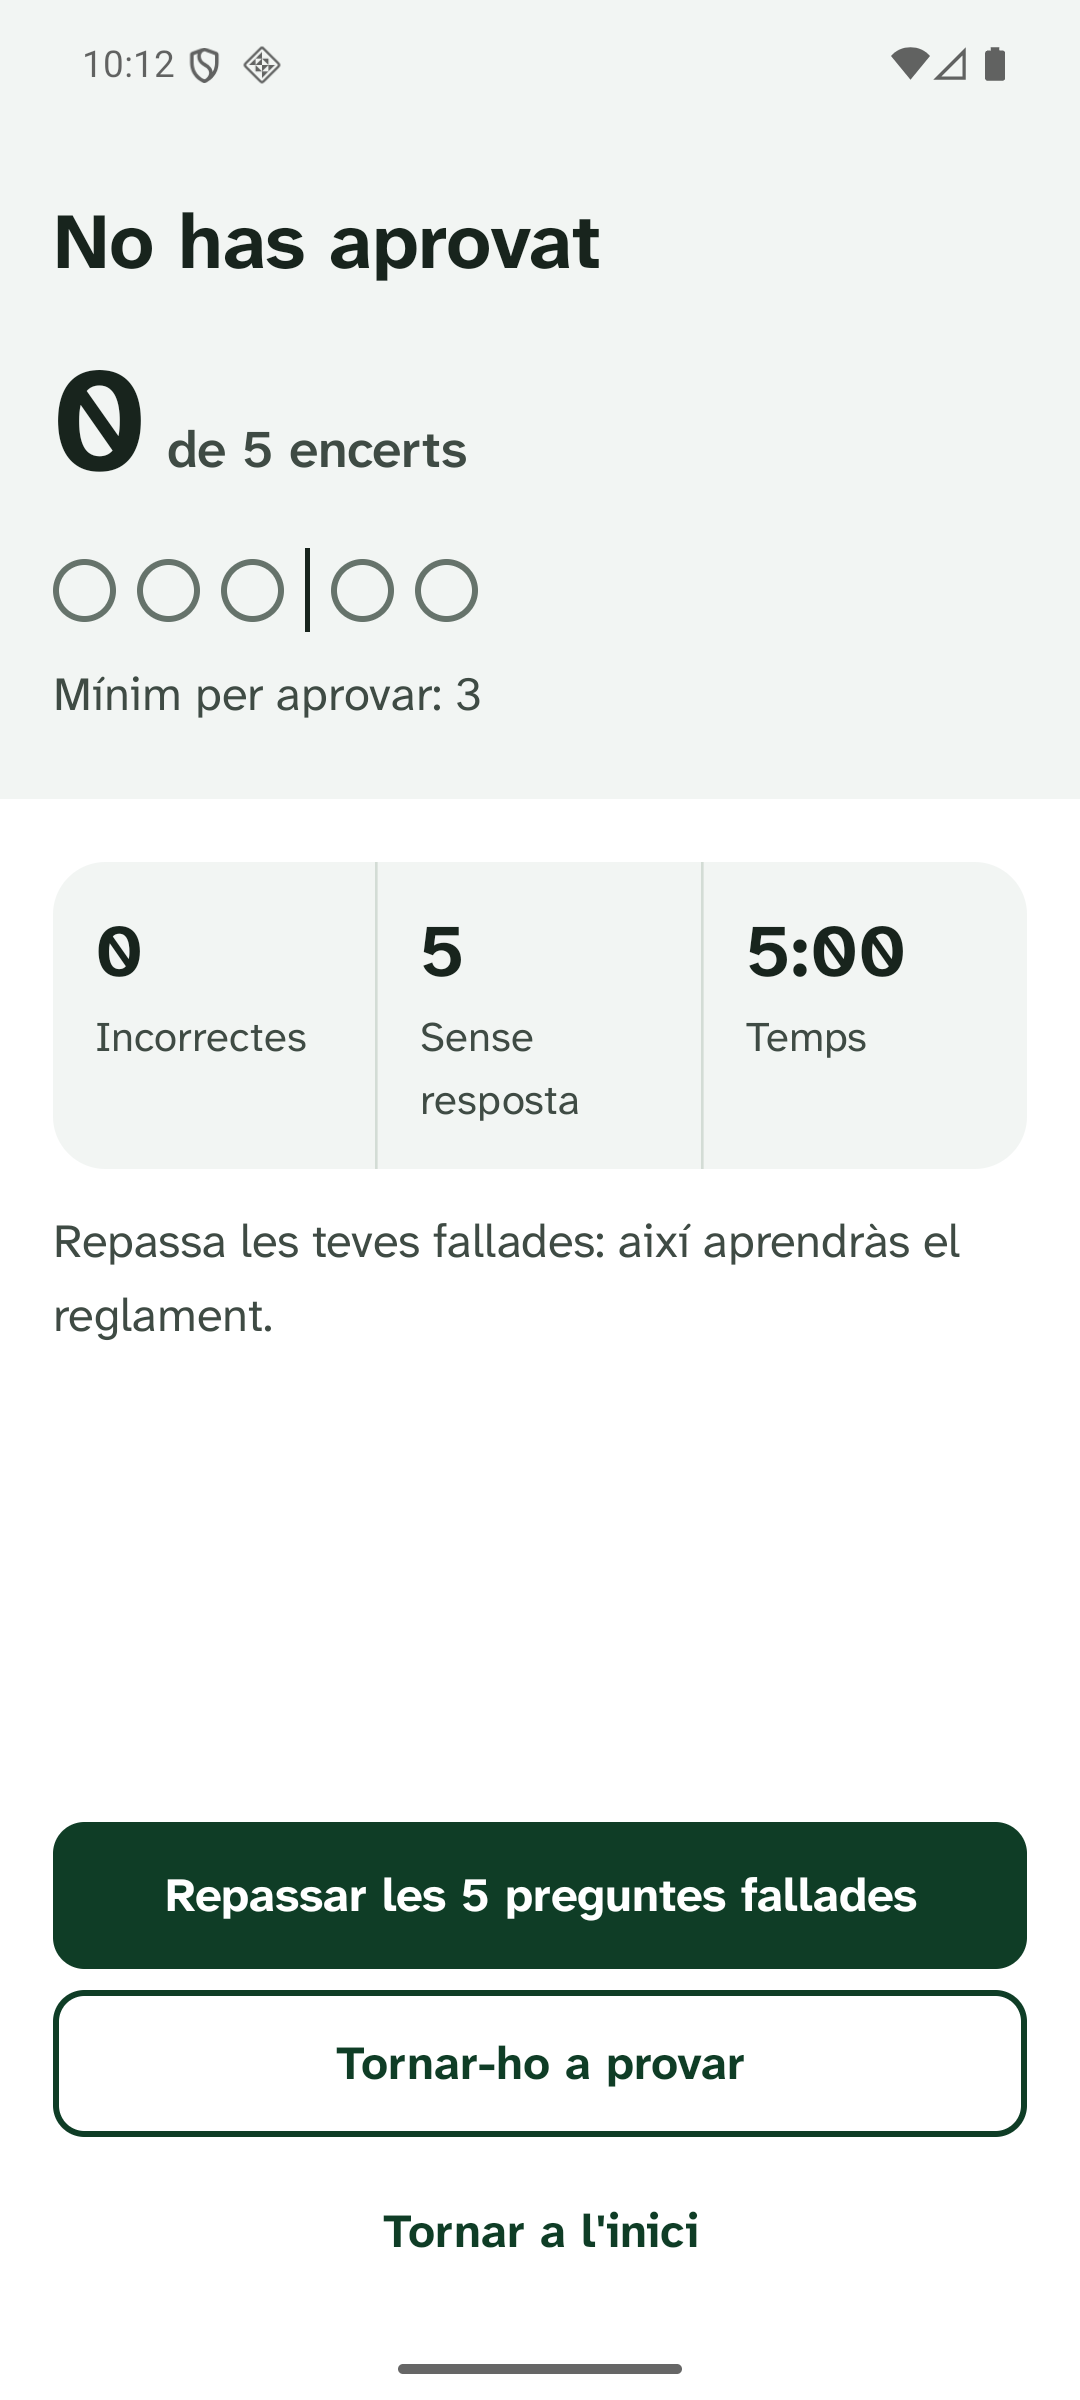 10:12
No has aprovat
0 de 5 encerts
Mínim per aprovar: 3
0
Incorrectes
5
Sense
resposta
5:00
Temps
Repassa les teves fallades: així aprendràs el
reglament.
Repassar les 5 preguntes fallades
Tornar-ho a provar
Tornar a l'inici